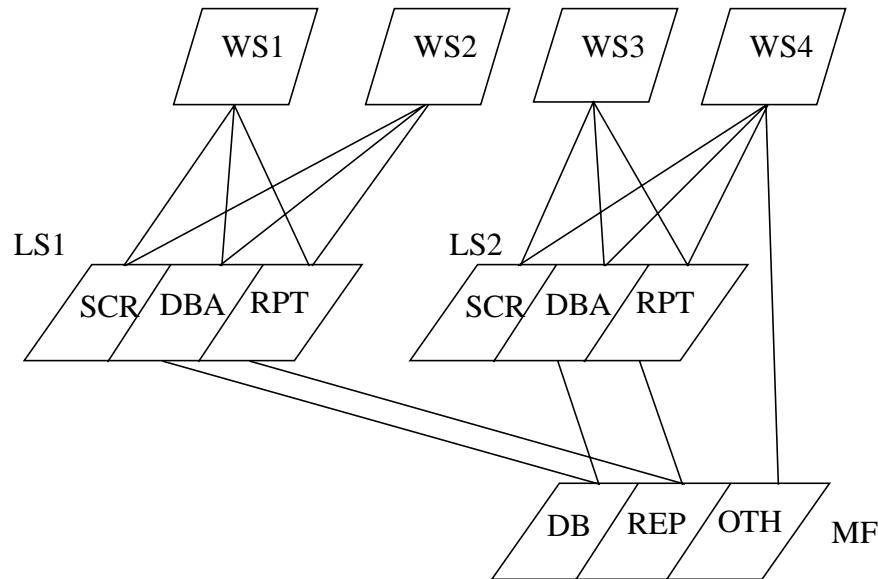 WS1 WS2 WS3 WS4
LS1 LS2
SCR DBA RPT SCR DBA RPT
DB REP OTH MF